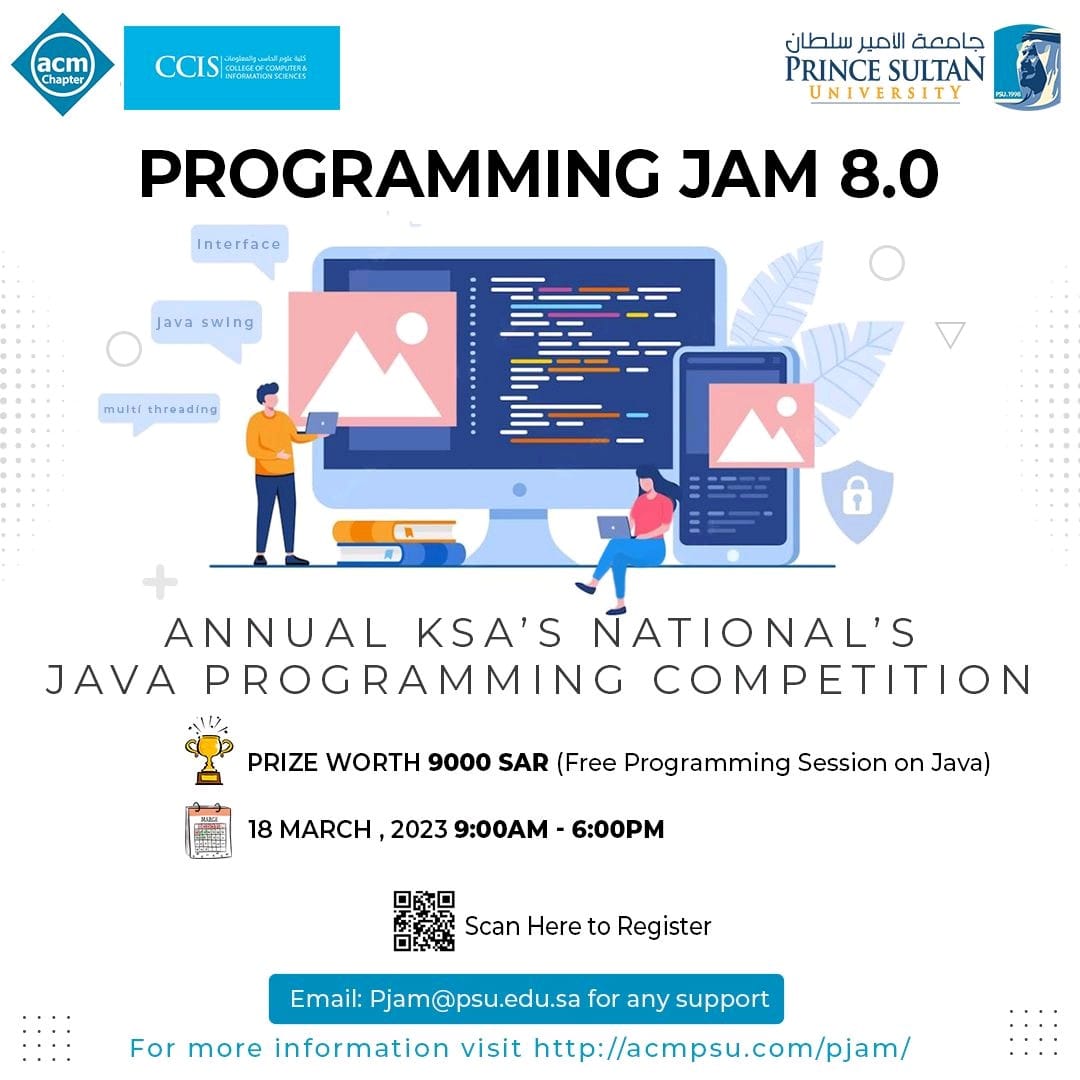 acm
Chapter
CCIS
كلية علوم الحاسب والمعلومات
COLLEGE OF COMPUTER &
INFORMATION SCIENCES
جامعة الامير سلطان
PRINCE SULTAN
UNIVERSITY
PSU.1998
PROGRAMMING JAM 8.0
Interface
java swing
multi threading
ANNUAL KSA'S NATIONAL'S
JAVA PROGRAMMING COMPETITION
PRIZE WORTH 9000 SAR (Free Programming Session on Java)
MARCH
18 MARCH , 2023 9:00AM - 6:00PM
Scan Here to Register
Email: Pjam@psu.edu.sa for any support
For more information visit http://acmpsu.com/pjam/